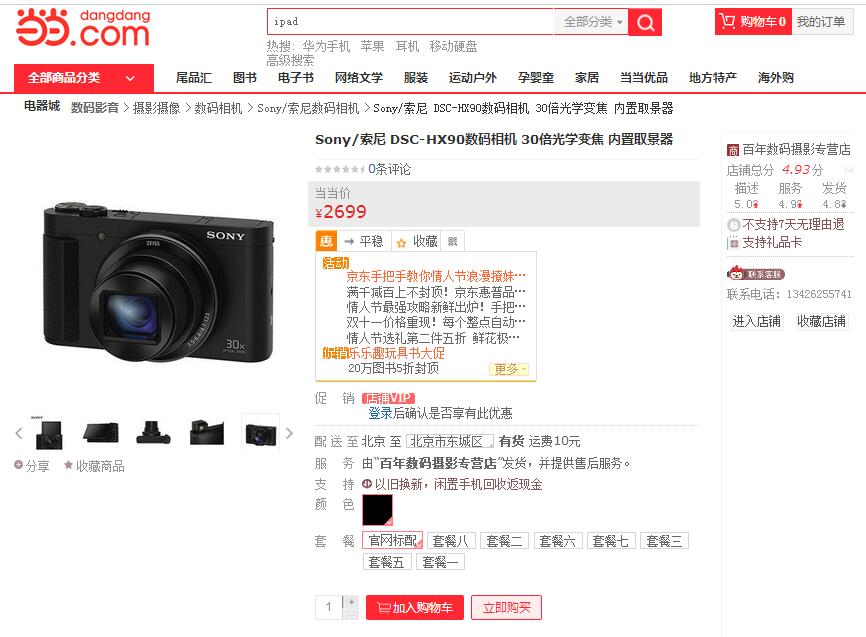 当当 dangdang
.com
ipad 全部分类
购物车 0 我的订单
热搜: 华为手机 苹果 耳机 移动硬盘
高级搜索
全部商品分类 尾品汇 图书 电子书 网络文学 服装 运动户外 孕婴童 家居 当当优品 地方特产 海外购
电器城 数码影音 > 摄影摄像 > 数码相机 > Sony/索尼数码相机 > Sony/索尼 DSC-HX90数码相机 30倍光学变焦 内置取景器
Sony/索尼 DSC-HX90数码相机 30倍光学变焦 内置取景器
0条评论
当当价
¥2699
惠 平稳 收藏
活动
京东手把手教你情人节浪漫撩妹…
满千减百上不封顶! 京东惠普品…
情人节最强攻略新鲜出炉! 手把…
双十一价格重现! 每个整点自动…
情人节选礼第二件五折 鲜花极…
促销 乐乐趣玩具书大促
20万图书5折封顶
更多
促 销 店铺VIP
登录后确认是否享有此优惠
配送至 北京 至 北京市东城区 有货 运费10元
服 务 由"百年数码摄影专营店"发货，并提供售后服务。
支 持 以旧换新，闲置手机回收返现金
颜 色
套 餐 官网标配 套餐八 套餐二 套餐六 套餐七 套餐三
套餐五 套餐一
1 + 加入购物车 立即购买
SONY
ZEISS
30x
SONY
分享 收藏商品
商 百年数码摄影专营店
店铺总分 4.93分
描述 服务 发货
5.0 4.9 4.8
不支持7天无理由退
支持礼品卡
联系客服
联系电话: 13426255741
进入店铺 收藏店铺